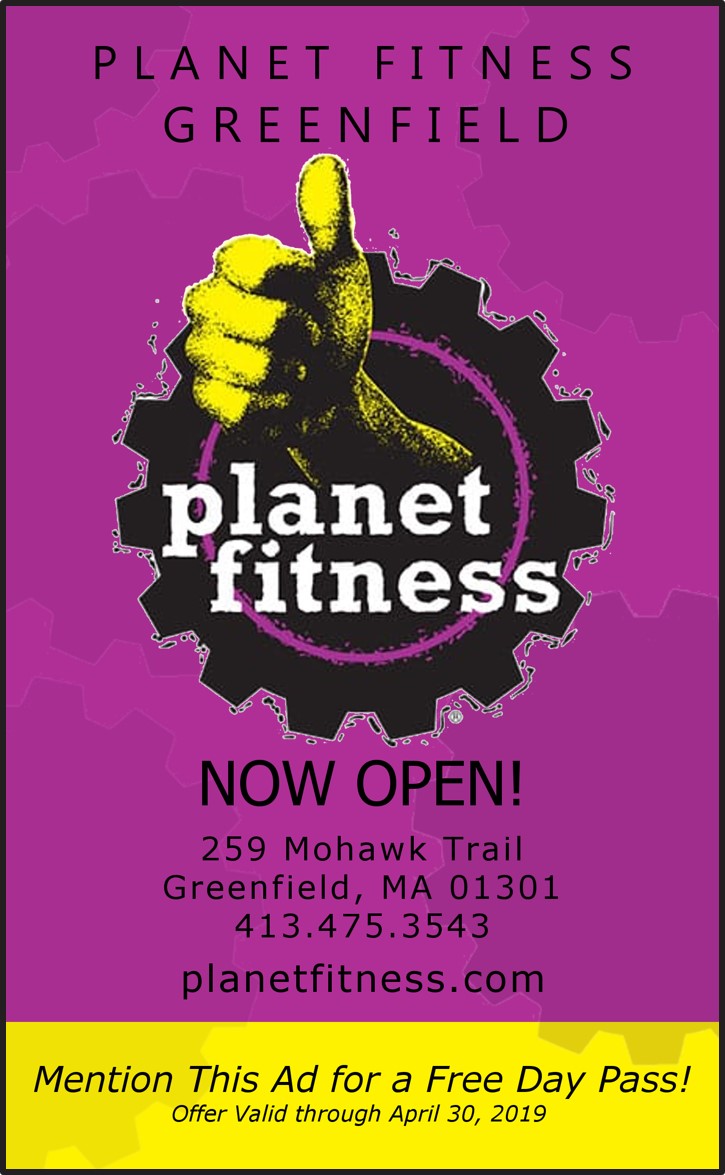 PLANET FITNESS
GREENFIELD
planet
fitness
®
NOW OPEN!
259 Mohawk Trail
Greenfield, MA 01301
413.475.3543
planetfitness.com
Mention This Ad for a Free Day Pass!
Offer Valid through April 30, 2019